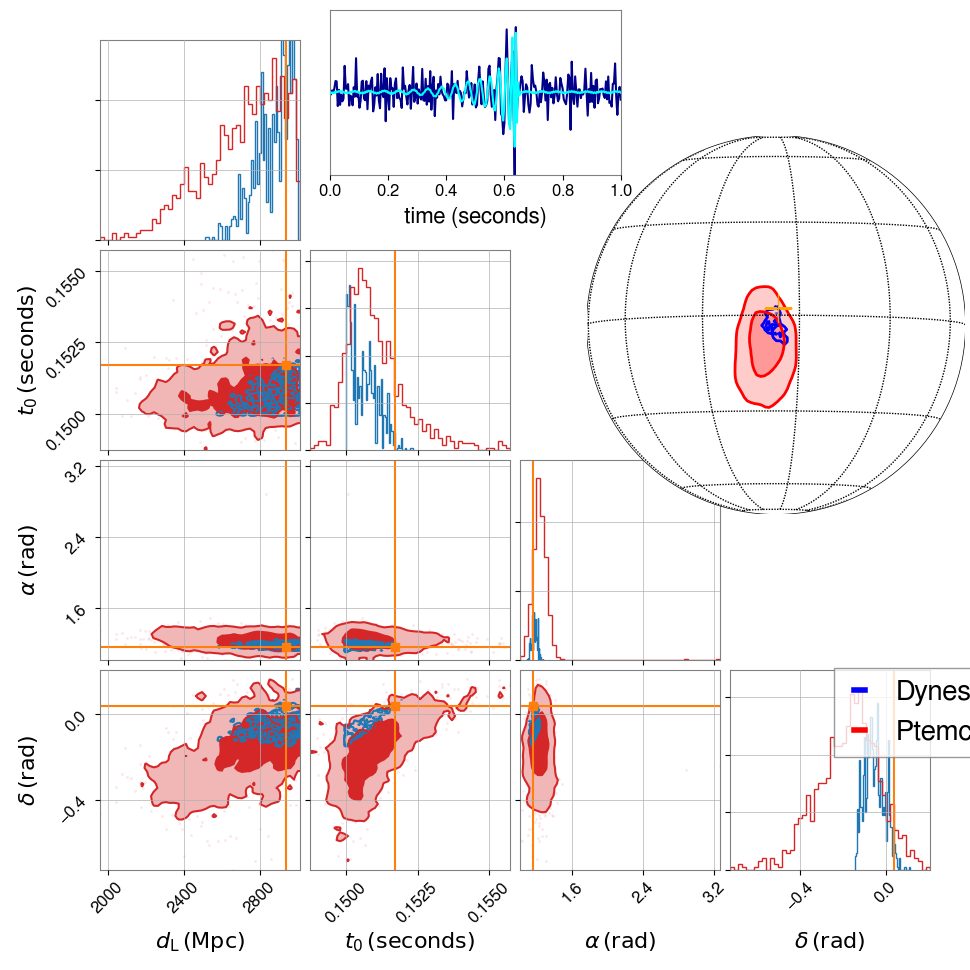 0.0 0.2 0.4 0.6 0.8 1.0
time (seconds)
0.1550
0.1525
0.1500
t₀ (seconds)
3.2
2.4
1.6
α (rad)
0.0
−0.4
δ (rad)
Dynes
Ptemc
2000 2400 2800
0.1500 0.1525 0.1550
1.6 2.4 3.2
−0.4 0.0
d_L (Mpc)
t₀ (seconds)
α (rad)
δ (rad)